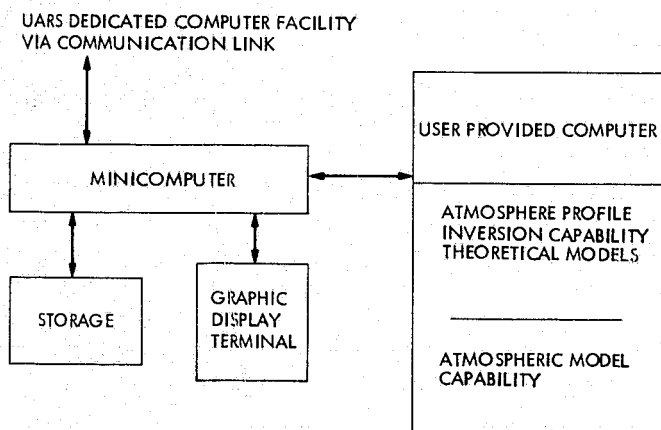 UARS DEDICATED COMPUTER FACILITY
VIA COMMUNICATION LINK
MINICOMPUTER
STORAGE
GRAPHIC
DISPLAY
TERMINAL
USER PROVIDED COMPUTER
ATMOSPHERE PROFILE
INVERSION CAPABILITY
THEORETICAL MODELS
ATMOSPHERIC MODEL
CAPABILITY